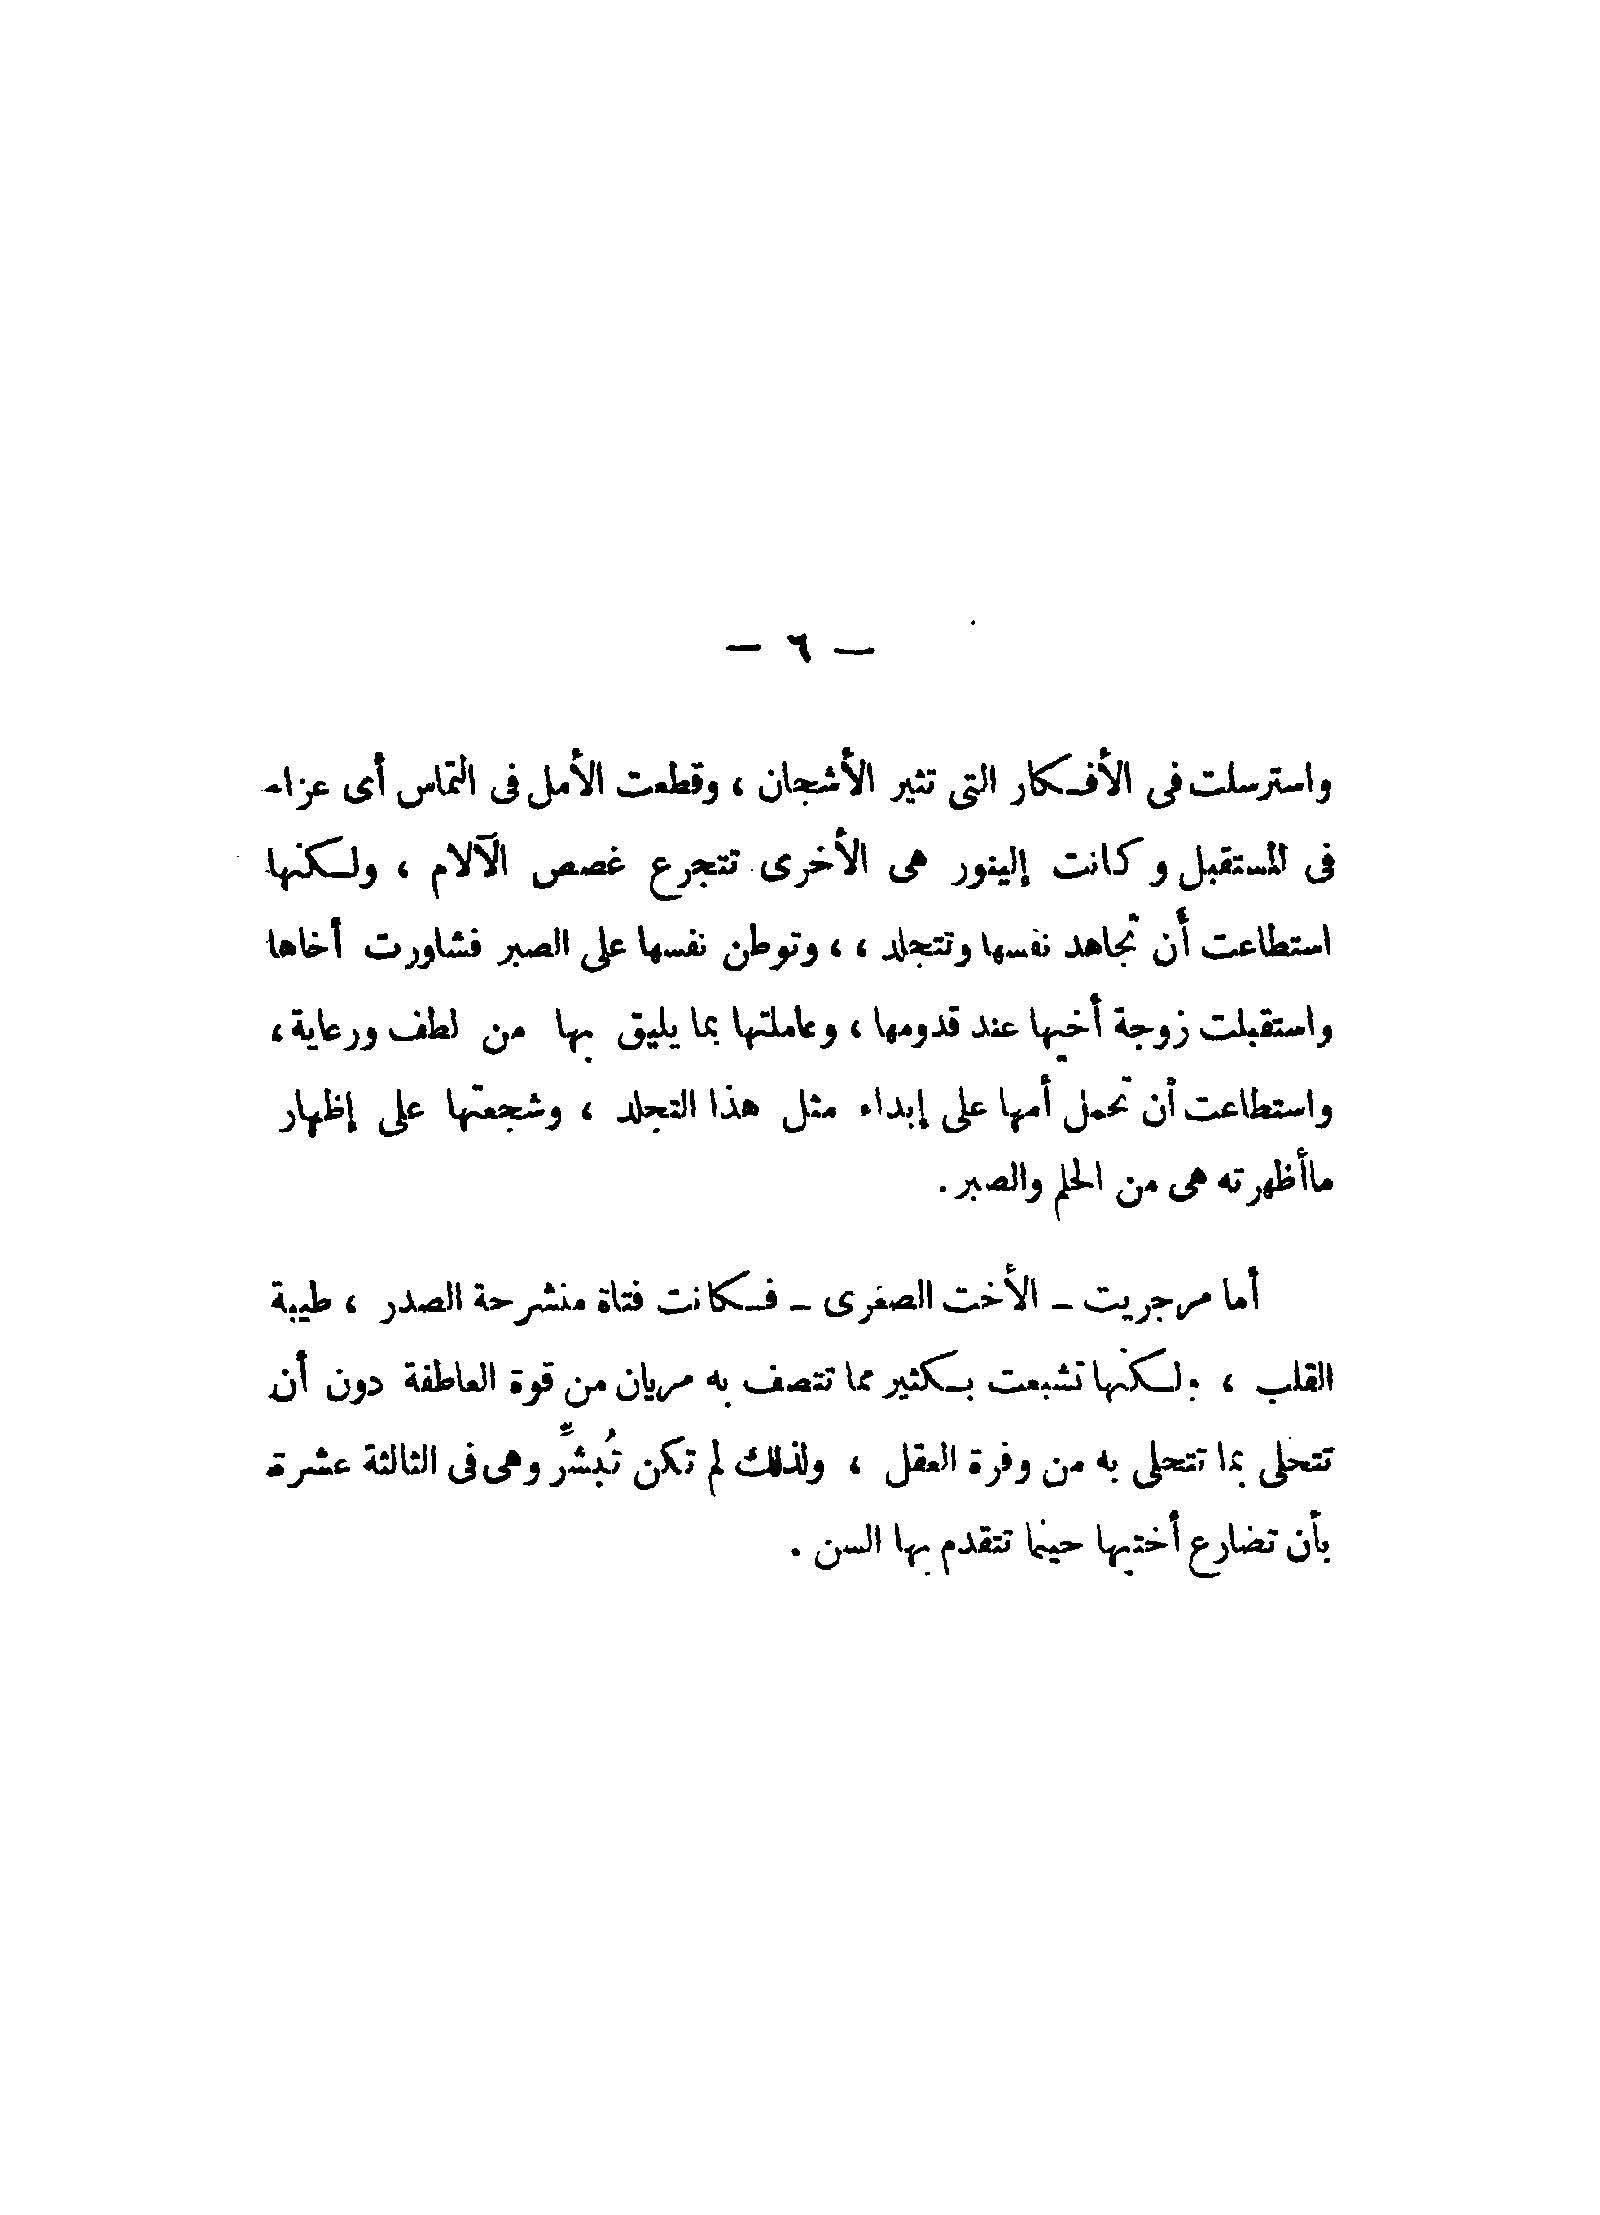 — ٦ —
واسترسلت فى الأفكار التى تثير الأشجان ، وقطعت الأمل فى التماس أى عزاء
فى المستقبل وكانت إلينور هى الأخرى تتجرع غصص الآلام ، ولكنها
استطاعت أن تجاهد نفسها وتتجلد ، ، وتوطن نفسها على الصبر فشاورت أخاها
واستقبلت زوجة أخيها عند قدومها ، وعاملتها بما يليق بها من لطف ورعاية ،
واستطاعت أن تحمل أمها على إبداء مثل هذا التجلد ، وشجعتها على إظهار
ماأظهرته هى من الحلم والصبر .
أما مرجريت – الأخت الصغرى – فكانت فتاة منشرحة الصدر ، طيبة
القلب ، ولكنها تشبعت بكثير مما تتصف به مريان من قوة العاطفة دون أن
تتحلى بما تتحلى به من وفرة العقل ، ولذلك لم تكن تُبشِّر وهى فى الثالثة عشرة
بأن تضارع أختيها حينما تتقدم بها السن .